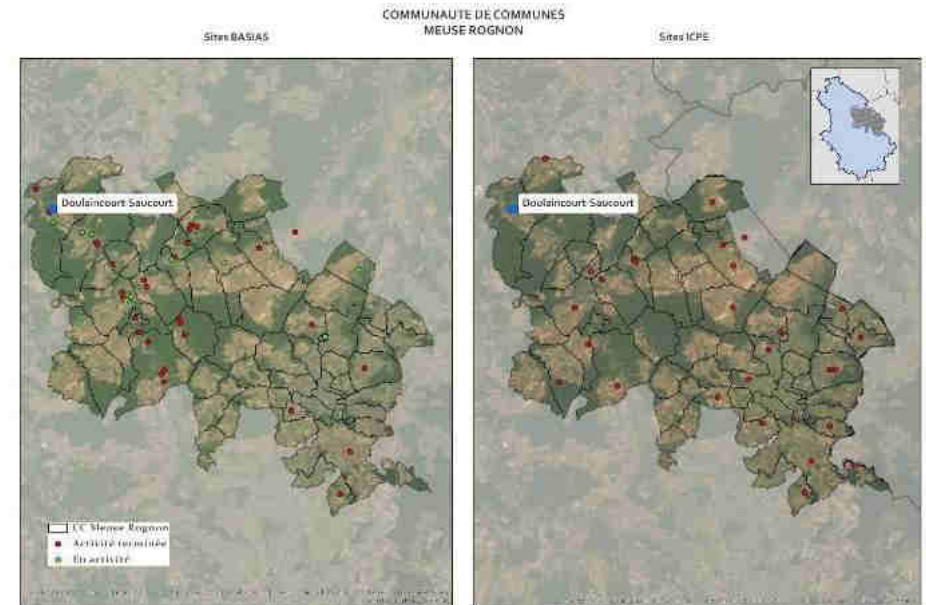 COMMUNAUTE DE COMMUNES
MEUSE ROGNON
Sites BASIAS
Sites ICPE
Doulaincourt-Saucourt
Doulaincourt-Saucourt
CC Meuse Rognon
Activité terminée
En activité